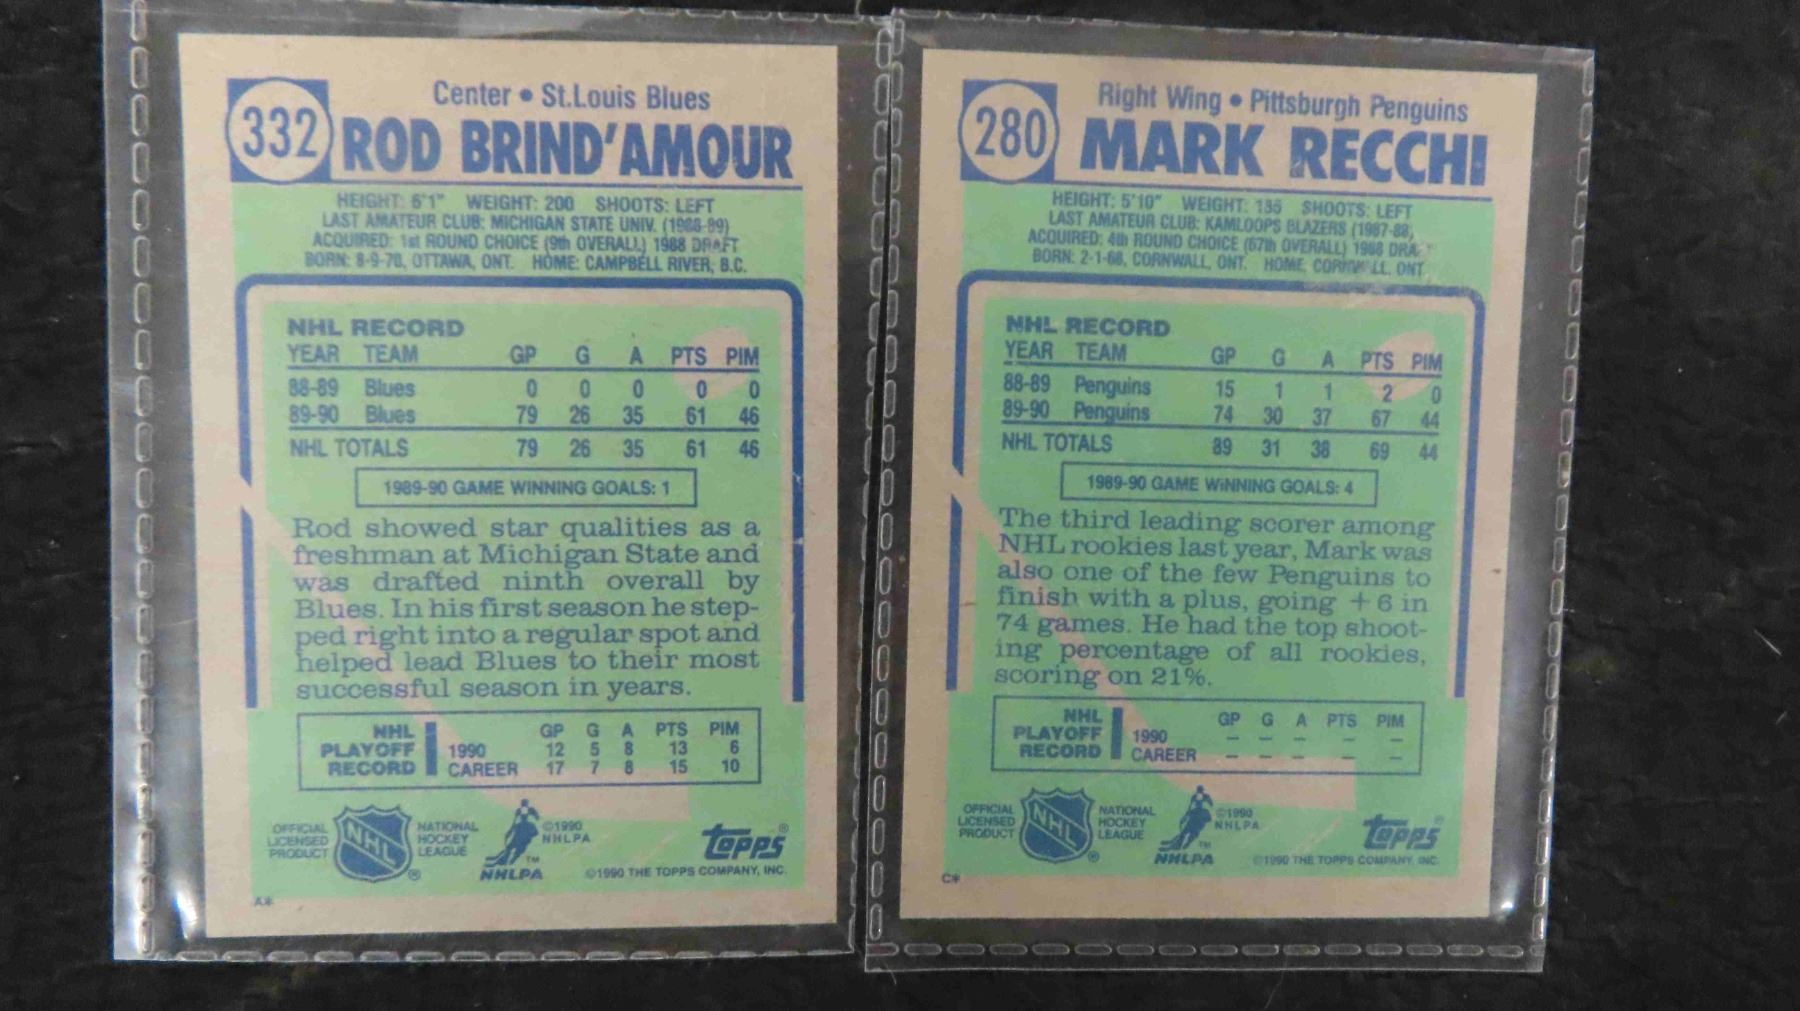 332
Center • St.Louis Blues
ROD BRIND'AMOUR
HEIGHT: 6'1" WEIGHT: 200 SHOOTS: LEFT
LAST AMATEUR CLUB: MICHIGAN STATE UNIV. (1988-89)
ACQUIRED: 1st ROUND CHOICE (9th OVERALL) 1988 DRAFT
BORN: 8-9-70, OTTAWA, ONT. HOME: CAMPBELL RIVER, B.C.
NHL RECORD
YEAR TEAM GP G A PTS PIM
88-89 Blues 0 0 0 0 0
89-90 Blues 79 26 35 61 46
NHL TOTALS 79 26 35 61 46
1989-90 GAME WINNING GOALS: 1
Rod showed star qualities as a
freshman at Michigan State and
was drafted ninth overall by
Blues. In his first season he step-
ped right into a regular spot and
helped lead Blues to their most
successful season in years.
NHL PLAYOFF RECORD
GP G A PTS PIM
1990 12 5 8 13 6
CAREER 17 7 8 15 10
OFFICIAL LICENSED PRODUCT
NHL ®
NATIONAL HOCKEY LEAGUE
TM
NHLPA
©1990
NHLPA
Topps®
©1990 THE TOPPS COMPANY, INC.
A*
280
Right Wing • Pittsburgh Penguins
MARK RECCHI
HEIGHT: 5'10" WEIGHT: 185 SHOOTS: LEFT
LAST AMATEUR CLUB: KAMLOOPS BLAZERS (1987-88)
ACQUIRED: 4th ROUND CHOICE (67th OVERALL) 1988 DRA
BORN: 2-1-68, CORNWALL, ONT. HOME, CORNWALL, ONT.
NHL RECORD
YEAR TEAM GP G A PTS PIM
88-89 Penguins 15 1 1 2 0
89-90 Penguins 74 30 37 67 44
NHL TOTALS 89 31 38 69 44
1989-90 GAME WINNING GOALS: 4
The third leading scorer among
NHL rookies last year, Mark was
also one of the few Penguins to
finish with a plus, going + 6 in
74 games. He had the top shoot-
ing percentage of all rookies,
scoring on 21%.
NHL PLAYOFF RECORD
GP G A PTS PIM
1990 – – – – –
CAREER – – – – –
OFFICIAL LICENSED PRODUCT
NHL ®
NATIONAL HOCKEY LEAGUE
TM
NHLPA
©1990
NHLPA
Topps®
©1990 THE TOPPS COMPANY, INC.
C*